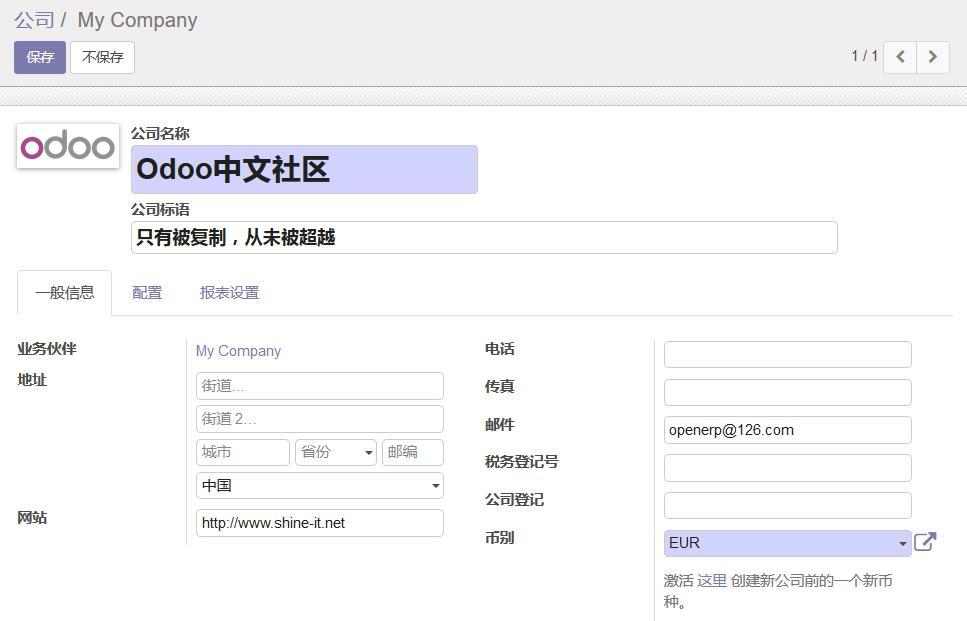 公司 / My Company
保存 不保存
1 / 1
odoo
公司名称
Odoo中文社区
公司标语
只有被复制，从未被超越
一般信息 配置 报表设置
业务伙伴 My Company
地址 街道...
街道 2...
城市 省份 邮编
中国
网站 http://www.shine-it.net
电话
传真
邮件 openerp@126.com
税务登记号
公司登记
币别 EUR
激活 这里 创建新公司前的一个新币
种。